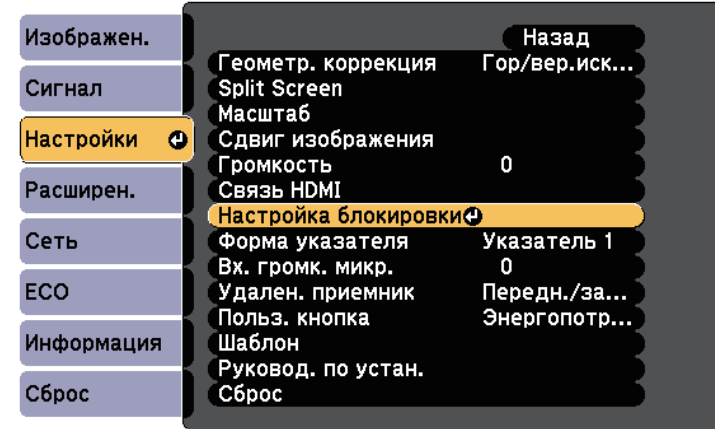 Изображен.
Сигнал
Настройки
Расширен.
Сеть
ECO
Информация
Сброс
Назад
Геометр. коррекция Гор/вер.иск...
Split Screen
Масштаб
Сдвиг изображения
Громкость 0
Связь HDMI
Настройка блокировки
Форма указателя Указатель 1
Вх. громк. микр. 0
Удален. приемник Передн./за...
Польз. кнопка Энергопотр...
Шаблон
Руковод. по устан.
Сброс